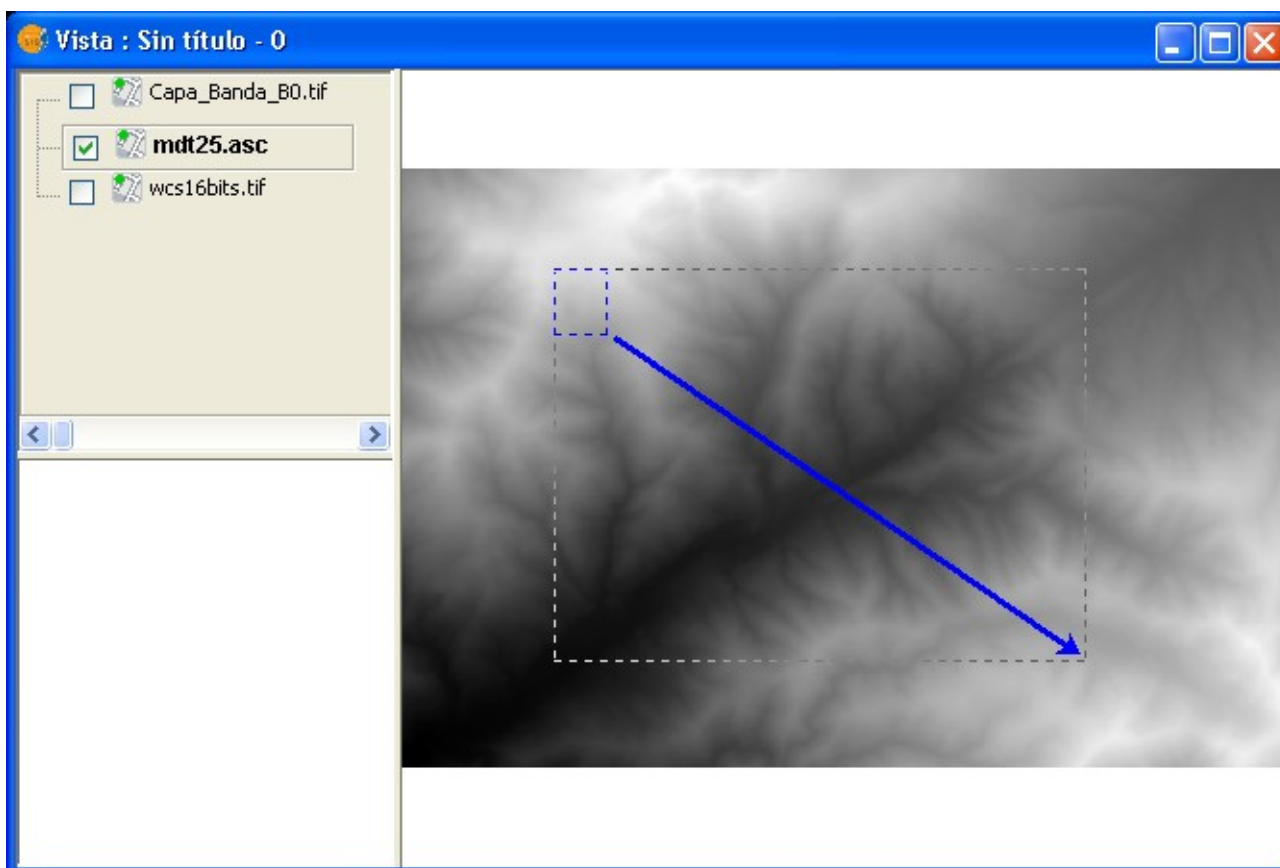 Vista : Sin título - 0
Capa_Banda_B0.tif
mdt25.asc
wcs16bits.tif